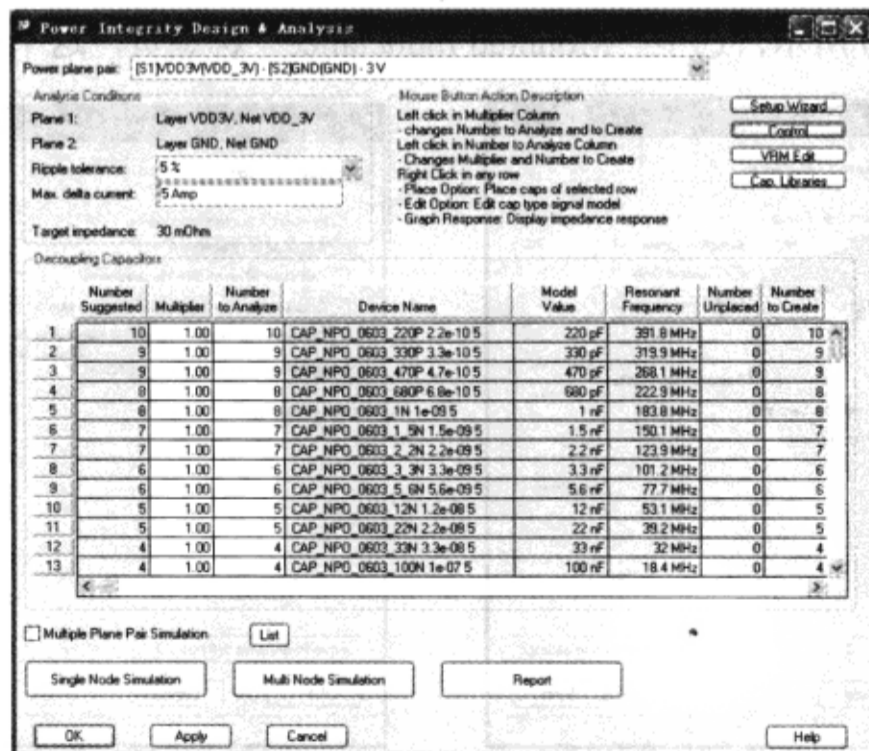 Power Integrity Design & Analysis
Power plane pair: [S1]VDD3V(VDD_3V) - [S2]GND(GND) - 3 V
Analysis Conditions
Plane 1: Layer VDD3V, Net VDD_3V
Plane 2: Layer GND, Net GND
Ripple tolerance: 5 %
Max. delta current: 5 Amp
Target impedance: 30 mOhm
Mouse Button Action Description
Left click in Multiplier Column
- changes Number to Analyze and to Create
Left click in Number to Analyze Column
- Changes Multiplier and Number to Create
Right Click in any row
- Place Option: Place caps of selected row
- Edit Option: Edit cap type signal model
- Graph Response: Display impedance response
Setup Wizard
Control
VRM Edit
Cap. Libraries
Decoupling Capacitors
Number Suggested Multiplier Number to Analyze Device Name Model Value Resonant Frequency Number Unplaced Number to Create
1 10 1.00 10 CAP_NPO_0603_220P 2.2e-10 5 220 pF 391.8 MHz 0 10
2 9 1.00 9 CAP_NPO_0603_330P 3.3e-10 5 330 pF 319.9 MHz 0 9
3 9 1.00 9 CAP_NPO_0603_470P 4.7e-10 5 470 pF 268.1 MHz 0 9
4 8 1.00 8 CAP_NPO_0603_680P 6.8e-10 5 680 pF 222.9 MHz 0 8
5 8 1.00 8 CAP_NPO_0603_1N 1e-09 5 1 nF 183.8 MHz 0 8
6 7 1.00 7 CAP_NPO_0603_1_5N 1.5e-09 5 1.5 nF 150.1 MHz 0 7
7 7 1.00 7 CAP_NPO_0603_2_2N 2.2e-09 5 2.2 nF 123.9 MHz 0 7
8 6 1.00 6 CAP_NPO_0603_3_3N 3.3e-09 5 3.3 nF 101.2 MHz 0 6
9 6 1.00 6 CAP_NPO_0603_5_6N 5.6e-09 5 5.6 nF 77.7 MHz 0 6
10 5 1.00 5 CAP_NPO_0603_12N 1.2e-08 5 12 nF 53.1 MHz 0 5
11 5 1.00 5 CAP_NPO_0603_22N 2.2e-08 5 22 nF 39.2 MHz 0 5
12 4 1.00 4 CAP_NPO_0603_33N 3.3e-08 5 33 nF 32 MHz 0 4
13 4 1.00 4 CAP_NPO_0603_100N 1e-07 5 100 nF 18.4 MHz 0 4
Multiple Plane Pair Simulation List
Single Node Simulation Multi Node Simulation Report
OK Apply Cancel Help